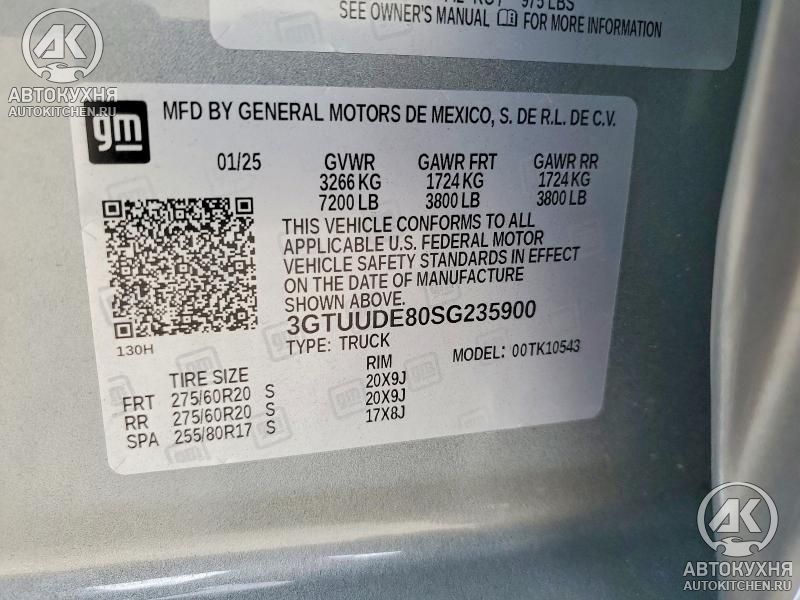 975 LBS
SEE OWNER'S MANUAL FOR MORE INFORMATION
AK
АВТОКУХНЯ
AUTOKITCHEN.RU
gm
MFD BY GENERAL MOTORS DE MEXICO, S. DE R.L. DE C.V.
01/25 GVWR GAWR FRT GAWR RR
3266 KG 1724 KG 1724 KG
7200 LB 3800 LB 3800 LB
THIS VEHICLE CONFORMS TO ALL
APPLICABLE U.S. FEDERAL MOTOR
VEHICLE SAFETY STANDARDS IN EFFECT
ON THE DATE OF MANUFACTURE
SHOWN ABOVE.
3GTUUDE80SG235900
130H
TYPE: TRUCK MODEL: 00TK10543
TIRE SIZE RIM
FRT 275/60R20 S 20X9J
RR 275/60R20 S 20X9J
SPA 255/80R17 S 17X8J
AK
АВТОКУХНЯ
AUTOKITCHEN.RU